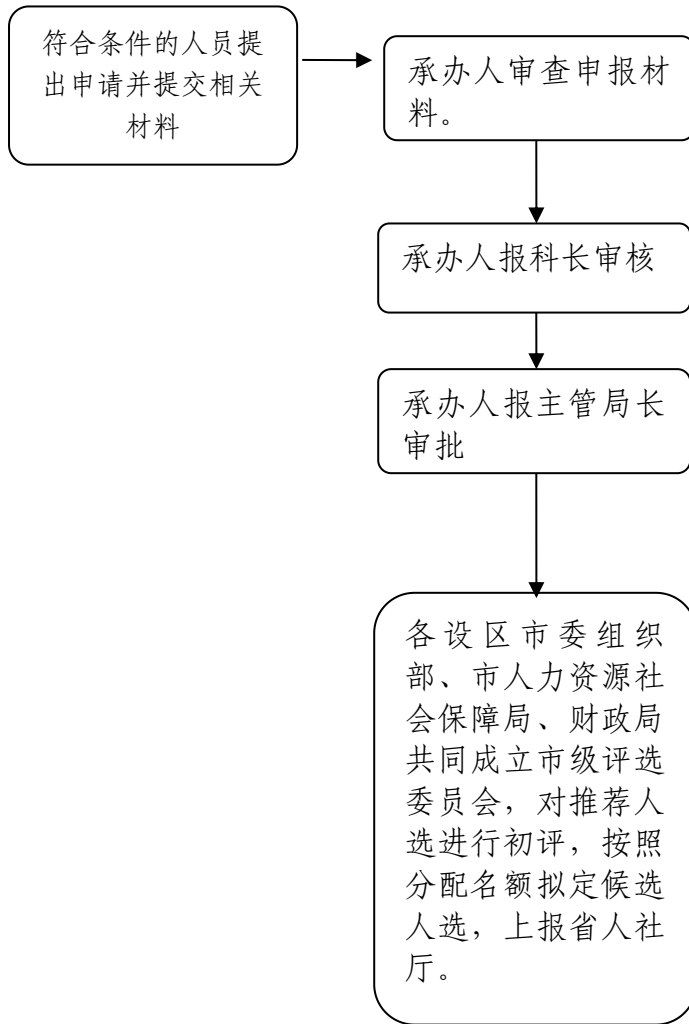 符合条件的人员提
出申请并提交相关
材料
承办人审查申报材
料。
承办人报科长审核
承办人报主管局长
审批
各设区市委组织
部、市人力资源社
会保障局、财政局
共同成立市级评选
委员会，对推荐人
选进行初评，按照
分配名额拟定候选
人选，上报省人社
厅。